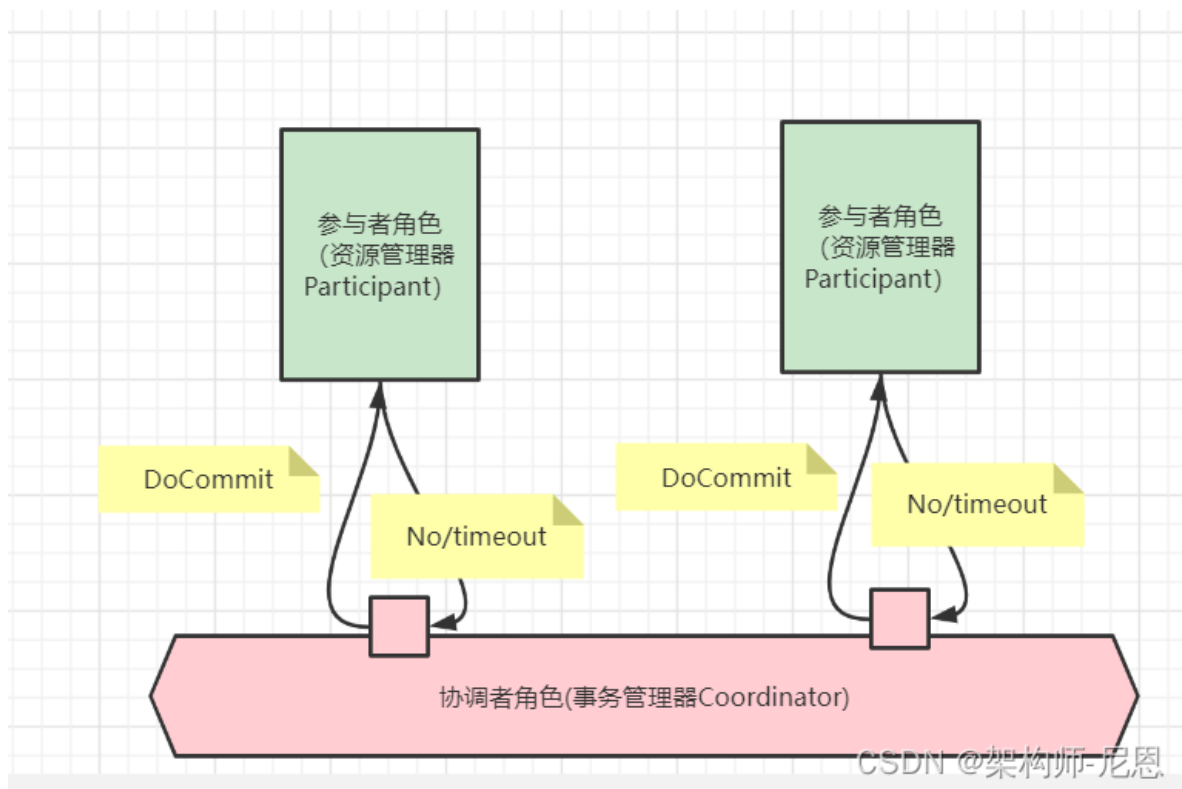 参与者角色
（资源管理器
Participant）
参与者角色
（资源管理器
Participant）
DoCommit
No/timeout
DoCommit
No/timeout
协调者角色(事务管理器Coordinator)
CSDN @架构师-尼恩